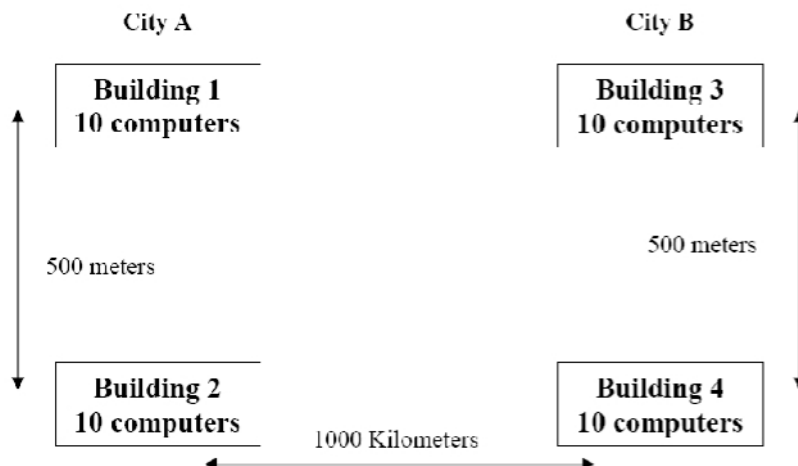 City A
City B
Building 1
10 computers
Building 3
10 computers
500 meters
500 meters
Building 2
10 computers
Building 4
10 computers
1000 Kilometers